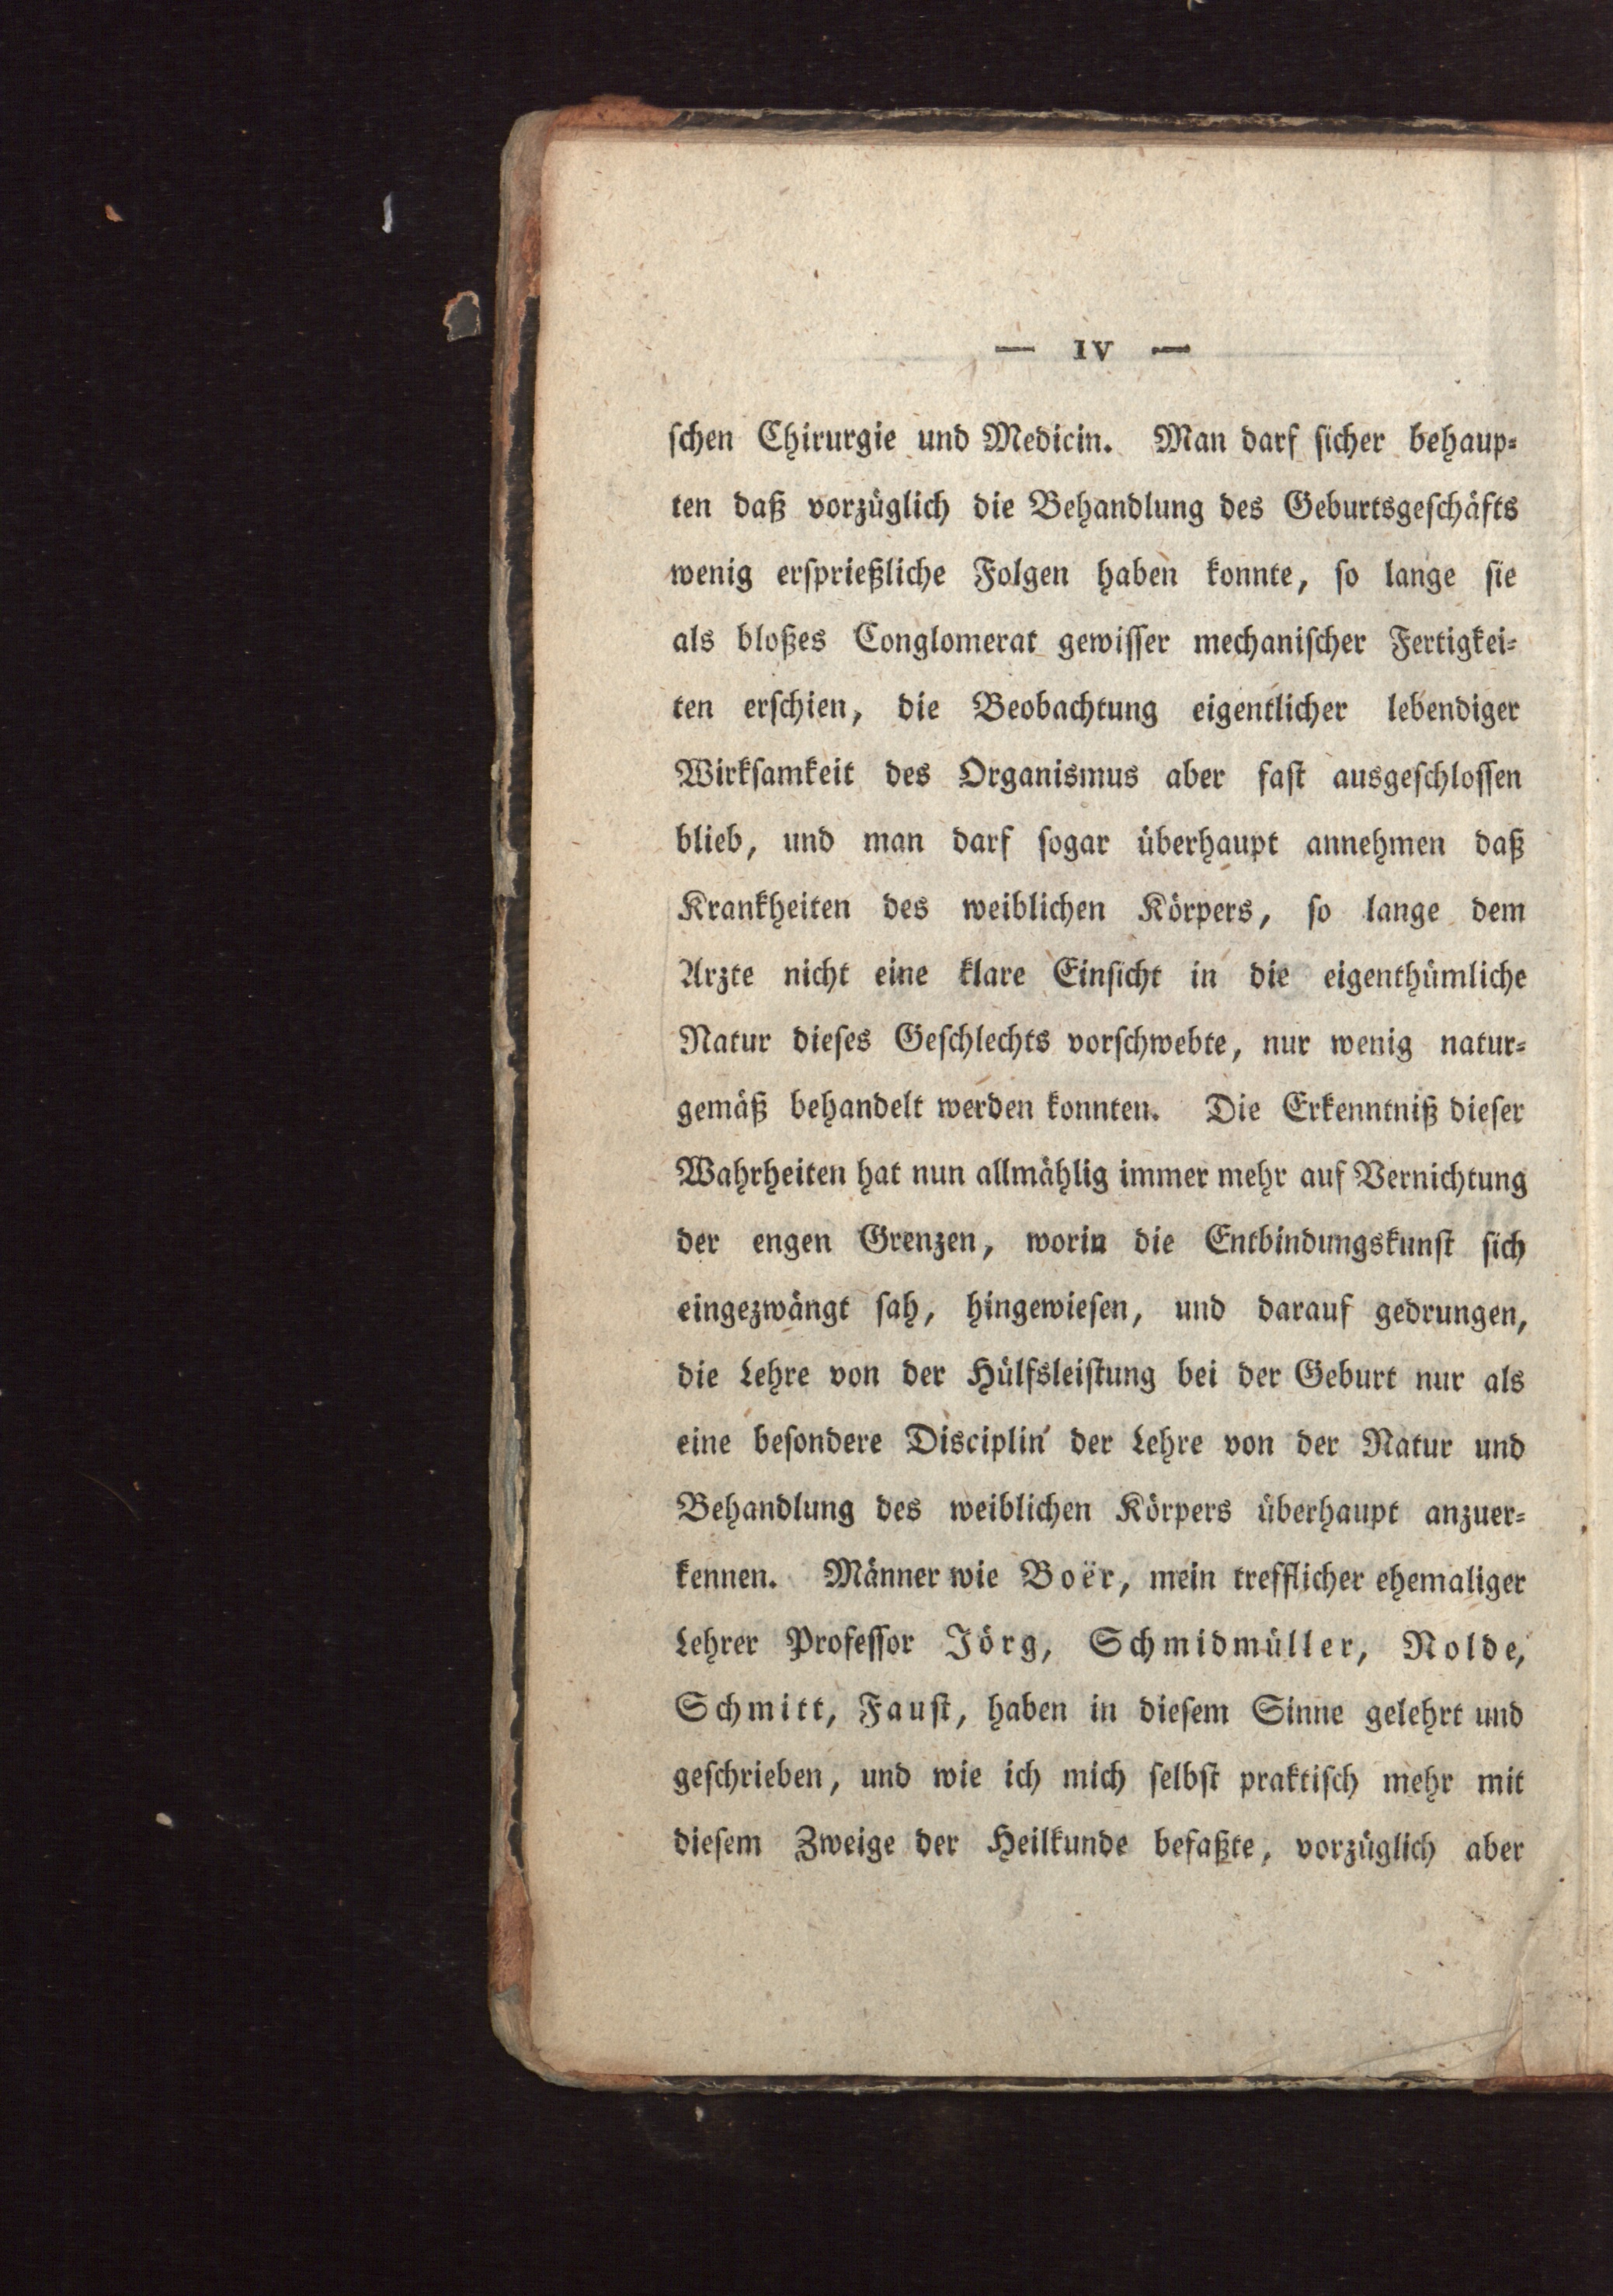 — IV —
schen Chirurgie und Medicin. Man darf sicher behaup-
ten daß vorzüglich die Behandlung des Geburtsgeschäfts
wenig ersprießliche Folgen haben konnte, so lange sie
als bloßes Conglomerat gewisser mechanischer Fertigkei-
ten erschien, die Beobachtung eigentlicher lebendiger
Wirksamkeit des Organismus aber fast ausgeschlossen
blieb, und man darf sogar überhaupt annehmen daß
Krankheiten des weiblichen Körpers, so lange dem
Arzte nicht eine klare Einsicht in die eigenthümliche
Natur dieses Geschlechts vorschwebte, nur wenig natur-
gemäß behandelt werden konnten. Die Erkenntniß dieser
Wahrheiten hat nun allmählig immer mehr auf Vernichtung
der engen Grenzen, worin die Entbindungskunst sich
eingezwängt sah, hingewiesen, und darauf gedrungen,
die Lehre von der Hülfsleistung bei der Geburt nur als
eine besondere Disciplin der Lehre von der Natur und
Behandlung des weiblichen Körpers überhaupt anzuer-
kennen. Männer wie Boër, mein trefflicher ehemaliger
Lehrer Professor Jörg, Schmidmüller, Nolde,
Schmitt, Faust, haben in diesem Sinne gelehrt und
geschrieben, und wie ich mich selbst praktisch mehr mit
diesem Zweige der Heilkunde befaßte, vorzüglich aber